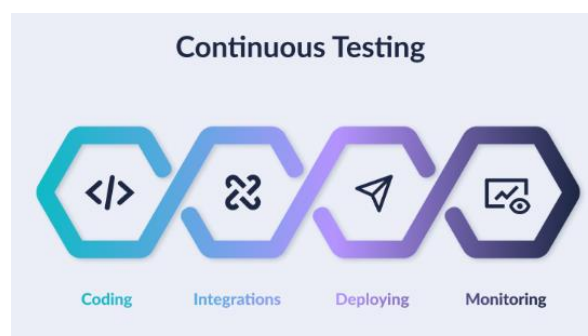 Continuous Testing
Coding
Integrations
Deploying
Monitoring